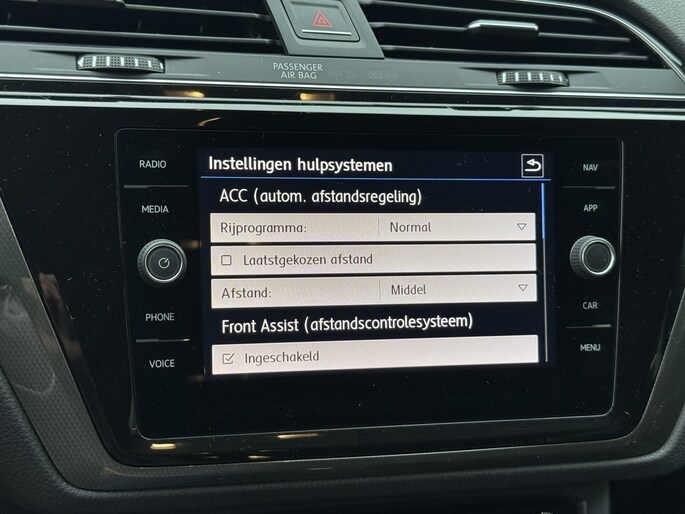 PASSENGER
AIR BAG
RADIO
MEDIA
PHONE
VOICE
Instellingen hulpsystemen
ACC (autom. afstandsregeling)
Rijprogramma: Normal
Laatstgekozen afstand
Afstand: Middel
Front Assist (afstandscontrolesysteem)
Ingeschakeld
NAV
APP
CAR
MENU